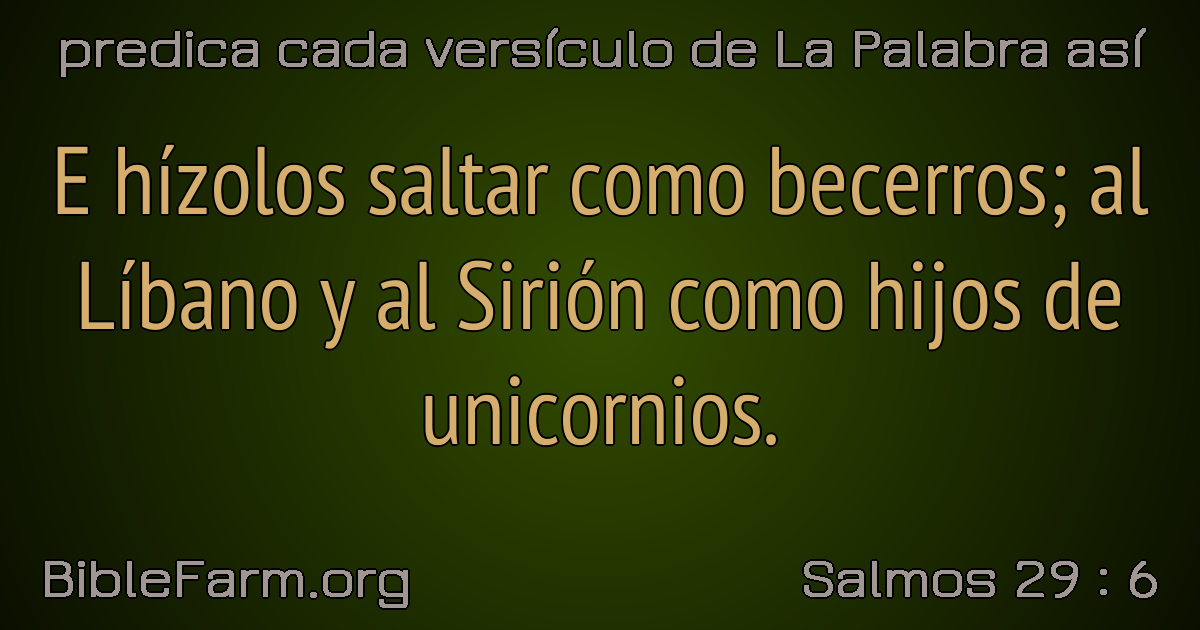 predica cada versículo de La Palabra así
E hízolos saltar como becerros; al
Líbano y al Sirión como hijos de
unicornios.
BibleFarm.org
Salmos 29 : 6